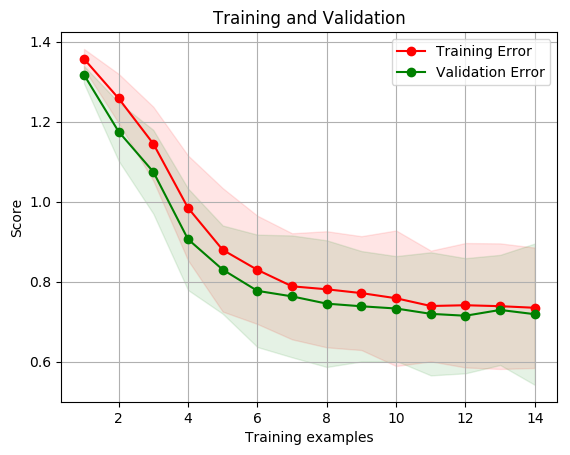 Training and Validation
Training Error
Validation Error
Score
1.4
1.2
1.0
0.8
0.6
2 4 6 8 10 12 14
Training examples